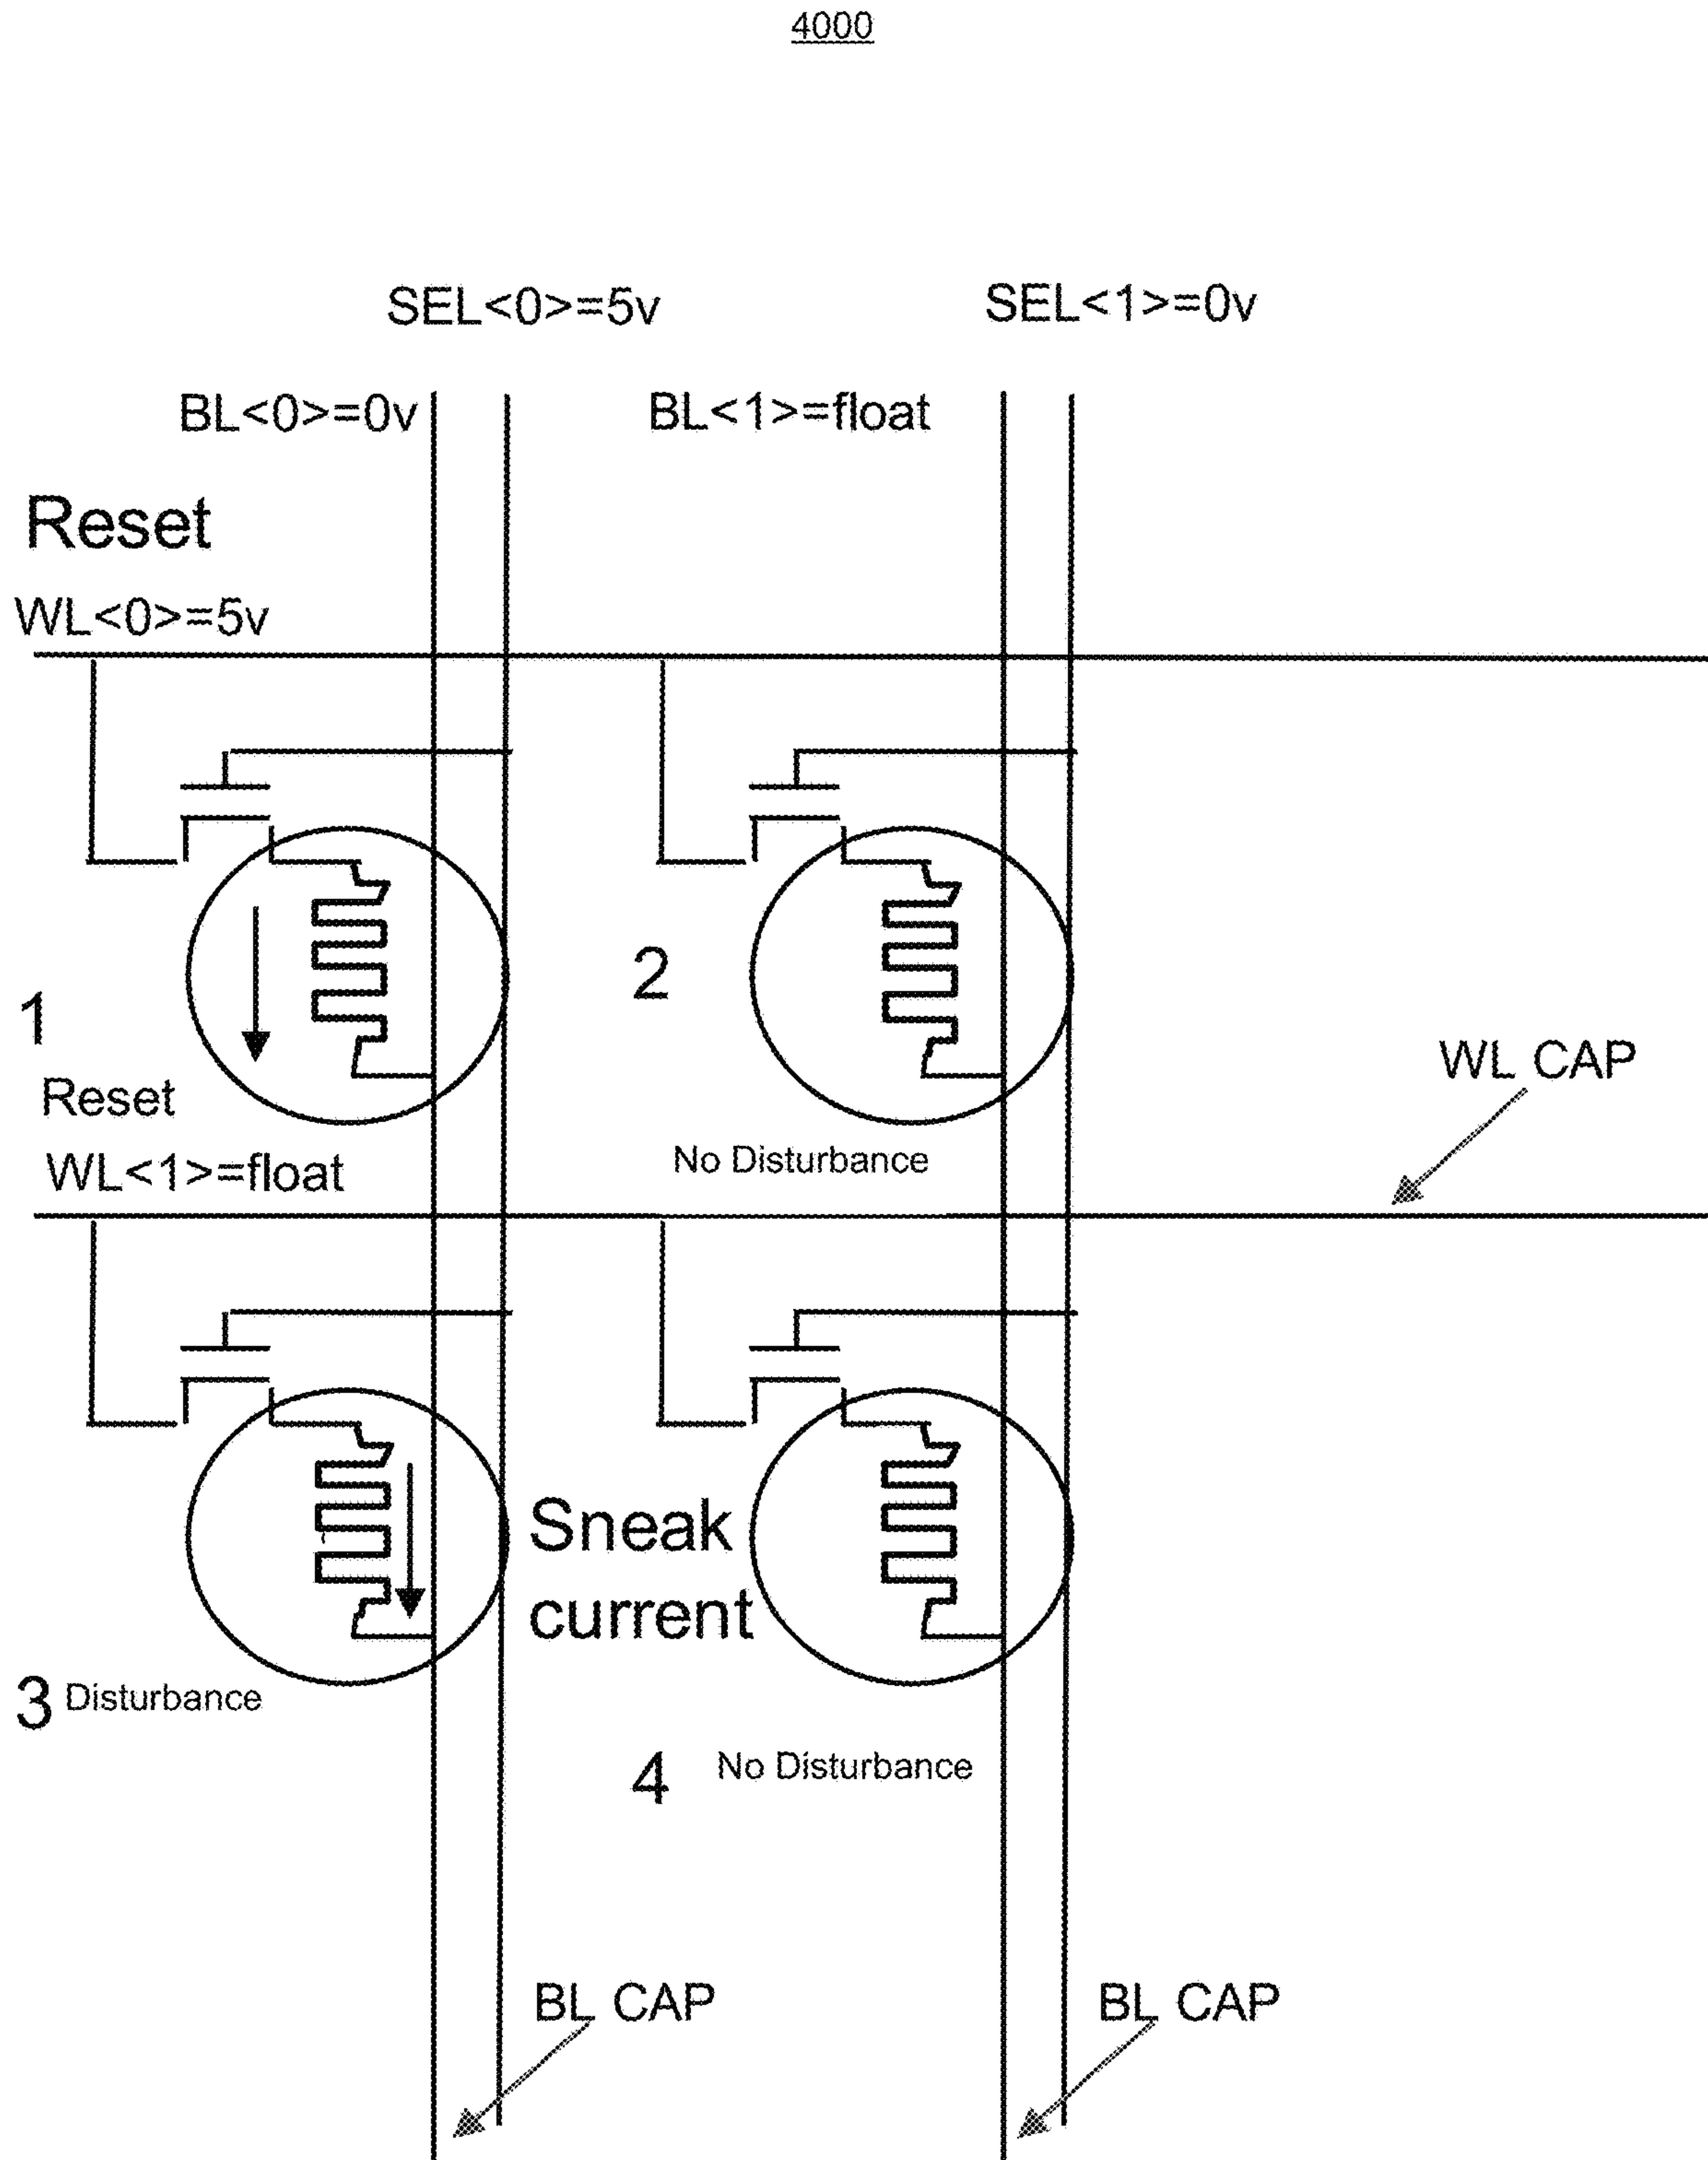 4000
SEL<0>=5v
SEL<1>=0v
BL<0>=0v
BL<1>=float
Reset
WL<0>=5v
1
2
Reset
WL CAP
No Disturbance
WL<1>=float
Sneak
current
3 Disturbance
4 No Disturbance
BL CAP
BL CAP